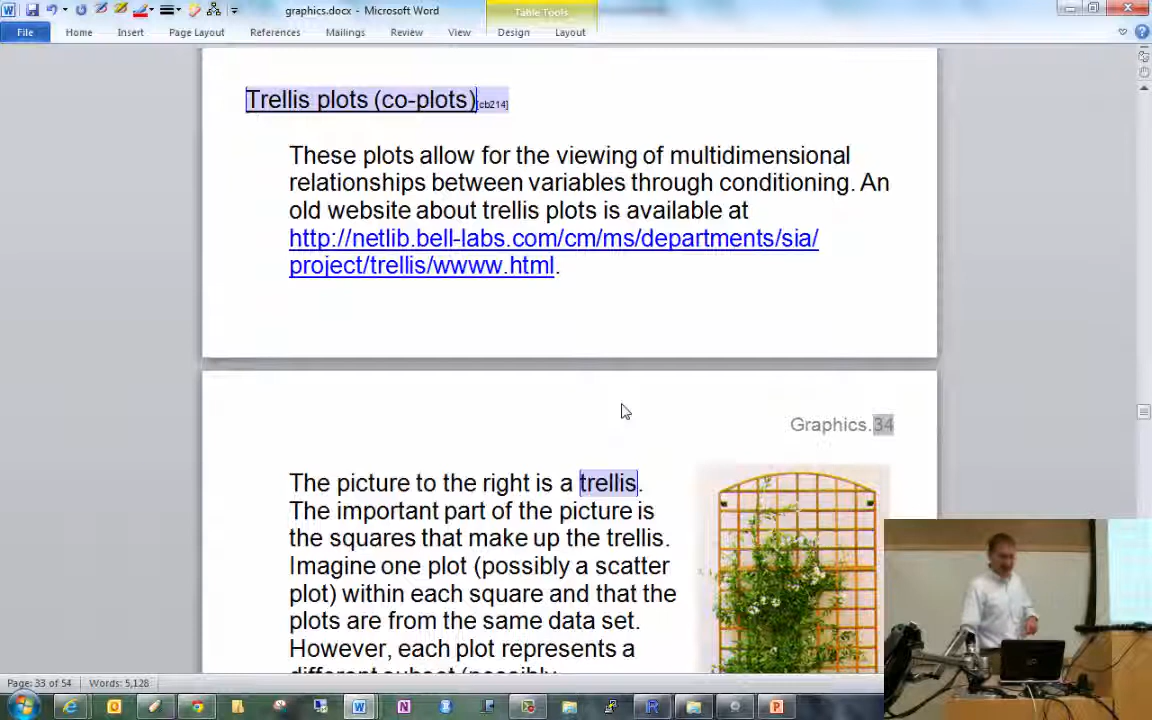 graphics.docx - Microsoft Word
Table Tools
File Home Insert Page Layout References Mailings Review View Design Layout
Trellis plots (co-plots)[cb214]
These plots allow for the viewing of multidimensional
relationships between variables through conditioning. An
old website about trellis plots is available at
http://netlib.bell-labs.com/cm/ms/departments/sia/
project/trellis/wwww.html.
Graphics.34
The picture to the right is a trellis.
The important part of the picture is
the squares that make up the trellis.
Imagine one plot (possibly a scatter
plot) within each square and that the
plots are from the same data set.
However, each plot represents a
different subset (possibly
Page: 33 of 54 Words: 5,128